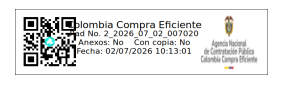 olombia Compra Eficiente
ad No. 2_2026_07_02_007020
Anexos: No Con copia: No
Fecha: 02/07/2026 10:13:01
Agencia Nacional
de Contratación Pública
Colombia Compra Eficiente